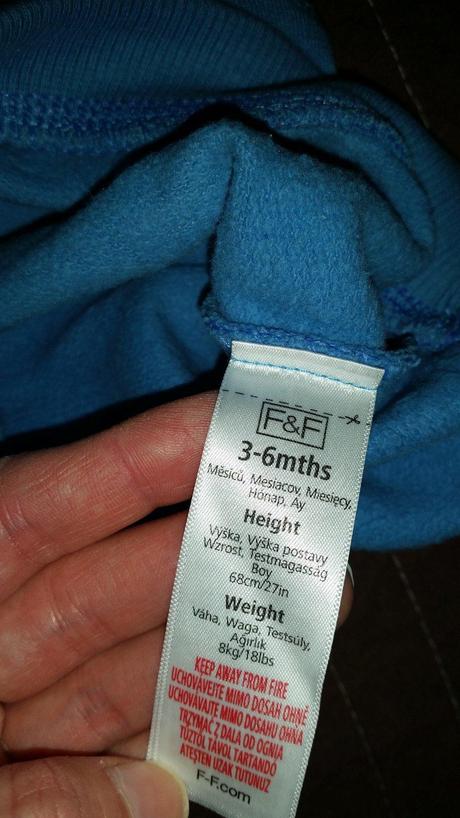 F&F
3-6mths
Měsíců, Mesiacov, Miesięcy,
Hónap, Ay
Height
Výška, Výška postavy
Wzrost, Testmagasság
Boy
68cm/27in
Weight
Váha, Waga, Testsúly,
Ağırlık
8kg/18lbs
KEEP AWAY FROM FIRE
UCHOVÁVEJTE MIMO DOSAH OHNĚ
UCHOVÁVAJTE MIMO DOSAHU OHŇA
TRZYMAĆ Z DALA OD OGNIA
TŰZTŐL TÁVOL TARTANDÓ
ATEŞTEN UZAK TUTUNUZ
F-F.com